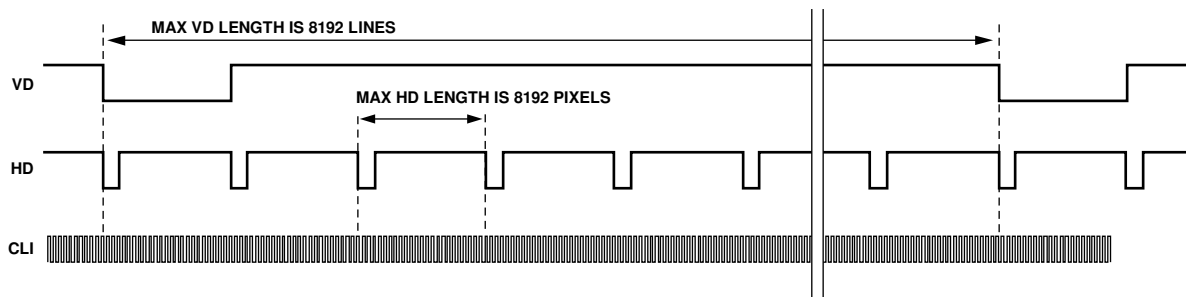 MAX VD LENGTH IS 8192 LINES
VD
MAX HD LENGTH IS 8192 PIXELS
HD
CLI